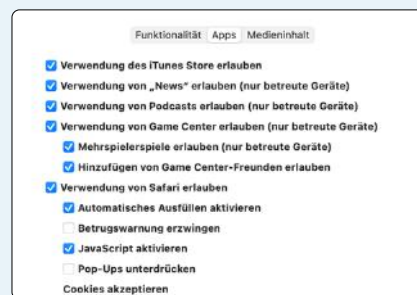 Funktionalität Apps Medieninhalt
Verwendung des iTunes Store erlauben
Verwendung von „News“ erlauben (nur betreute Geräte)
Verwendung von Podcasts erlauben (nur betreute Geräte)
Verwendung von Game Center erlauben (nur betreute Geräte)
Mehrspielerspiele erlauben (nur betreute Geräte)
Hinzufügen von Game Center-Freunden erlauben
Verwendung von Safari erlauben
Automatisches Ausfüllen aktivieren
Betrugswarnung erzwingen
JavaScript aktivieren
Pop-Ups unterdrücken
Cookies akzeptieren